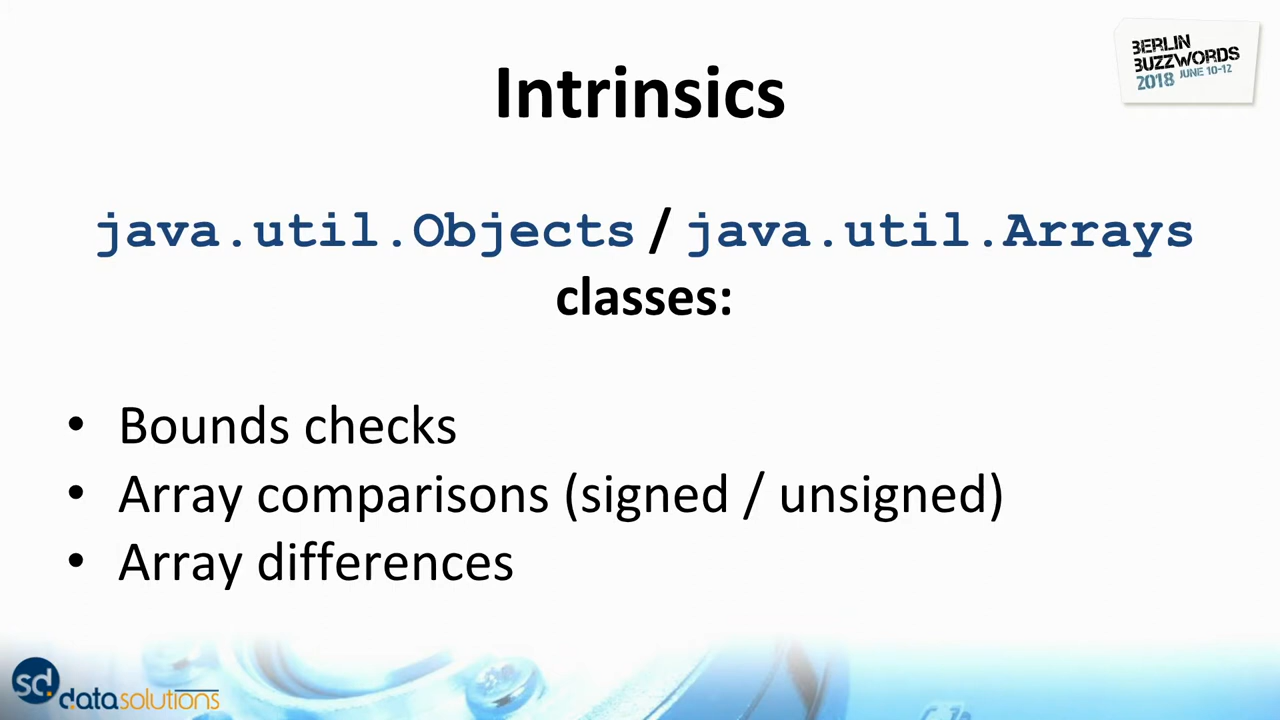 BERLIN
BUZZWORDS
2018 JUNE 10-12
Intrinsics
java.util.Objects / java.util.Arrays
classes:
• Bounds checks
• Array comparisons (signed / unsigned)
• Array differences
sd.
datasolutions